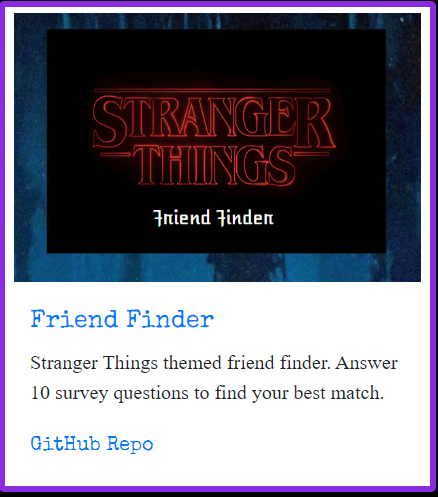 STRANGER
THINGS
Friend Finder
Friend Finder
Stranger Things themed friend finder. Answer
10 survey questions to find your best match.
GitHub Repo